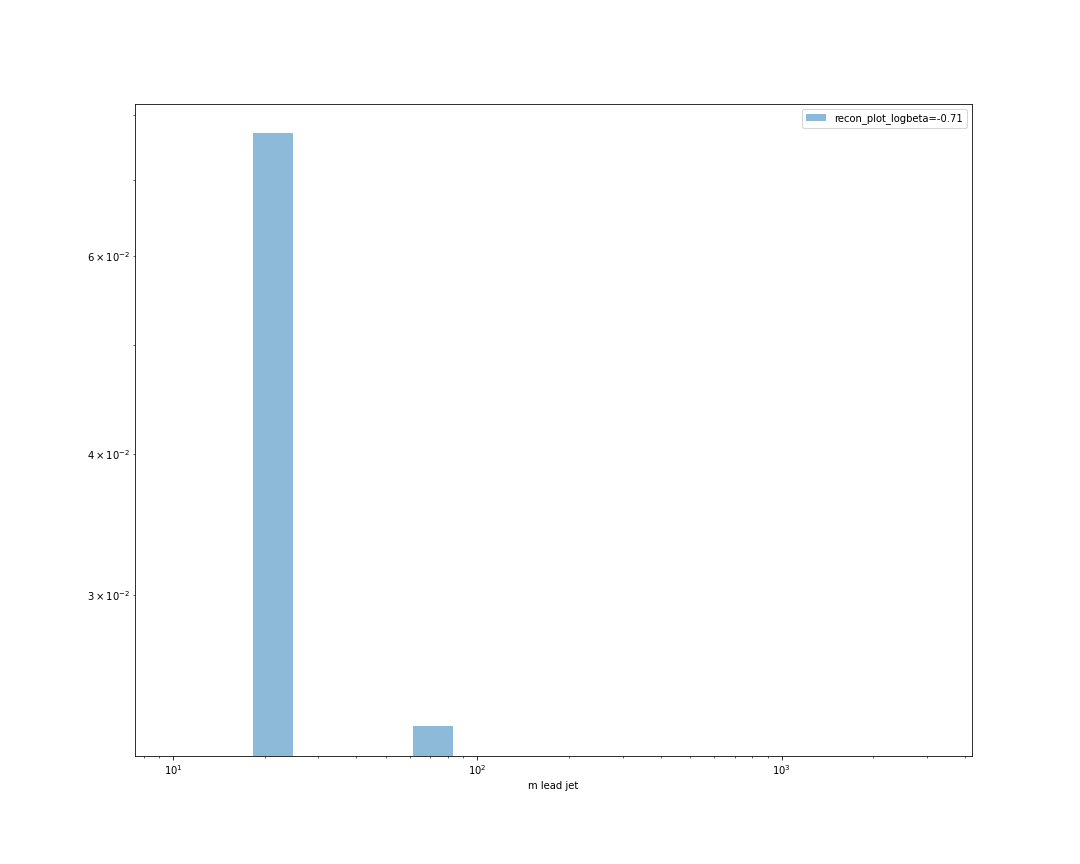 recon_plot_logbeta=-0.71
6 × 10⁻²
4 × 10⁻²
3 × 10⁻²
10¹ 10² 10³
m lead jet